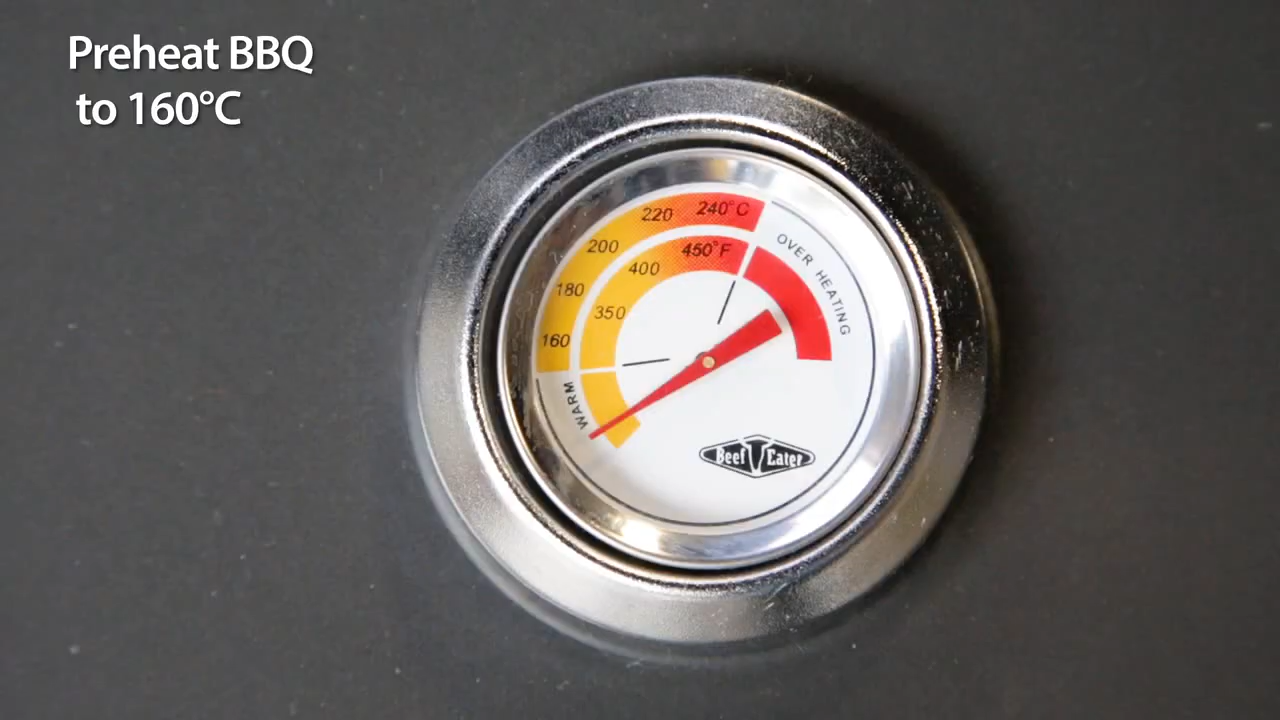 Preheat BBQ
to 160°C
220 240°C
200
180
160
450°F
400
350
OVER HEATING
WARM
Beef Eater